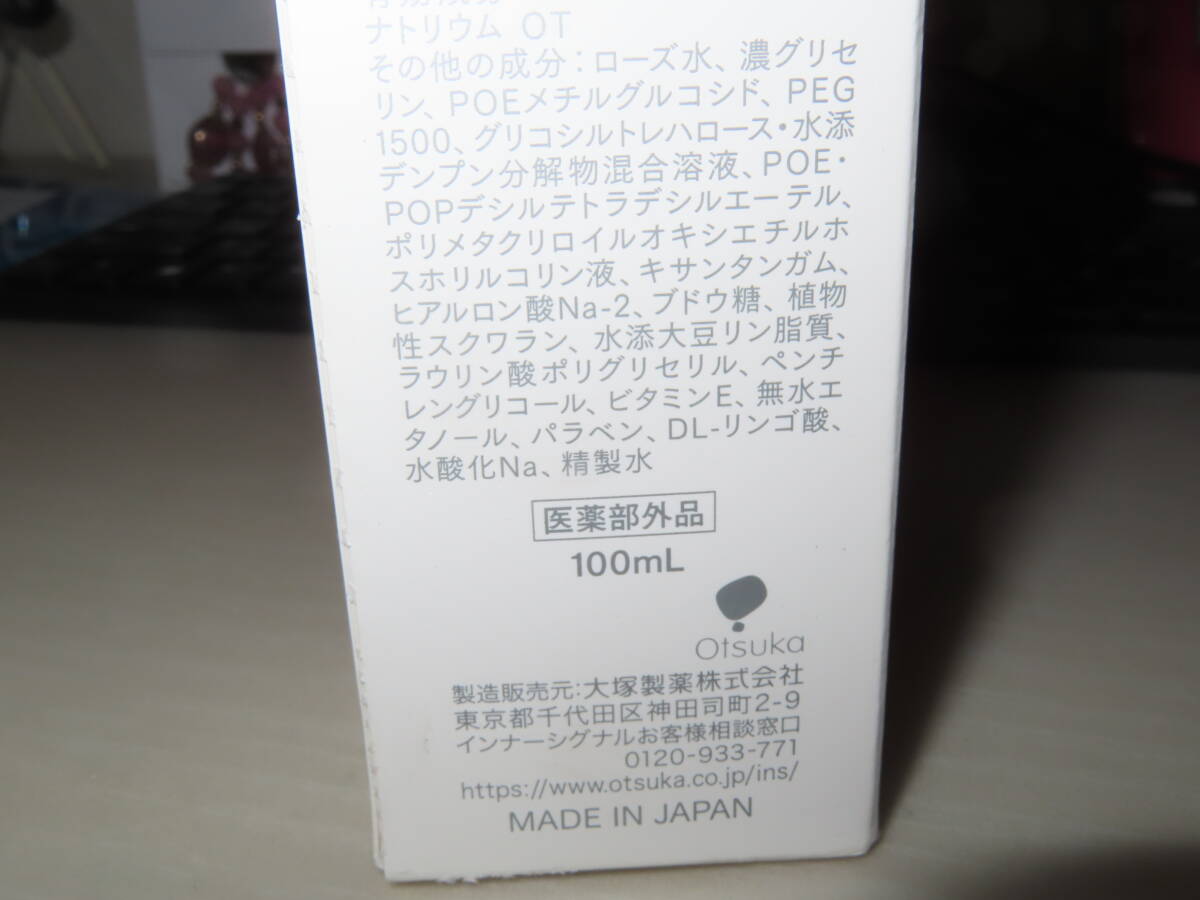 ナトリウム OT
その他の成分：ローズ水、濃グリセ
リン、POEメチルグルコシド、PEG
1500、グリコシルトレハロース・水添
デンプン分解物混合溶液、POE・
POPデシルテトラデシルエーテル、
ポリメタクリロイルオキシエチルホ
スホリルコリン液、キサンタンガム、
ヒアルロン酸Na-2、ブドウ糖、植物
性スクワラン、水添大豆リン脂質、
ラウリン酸ポリグリセリル、ペンチ
レングリコール、ビタミンE、無水エ
タノール、パラベン、DL-リンゴ酸、
水酸化Na、精製水
医薬部外品
100mL
Otsuka
製造販売元：大塚製薬株式会社
東京都千代田区神田司町2-9
インナーシグナルお客様相談窓口
0120-933-771
https://www.otsuka.co.jp/ins/
MADE IN JAPAN